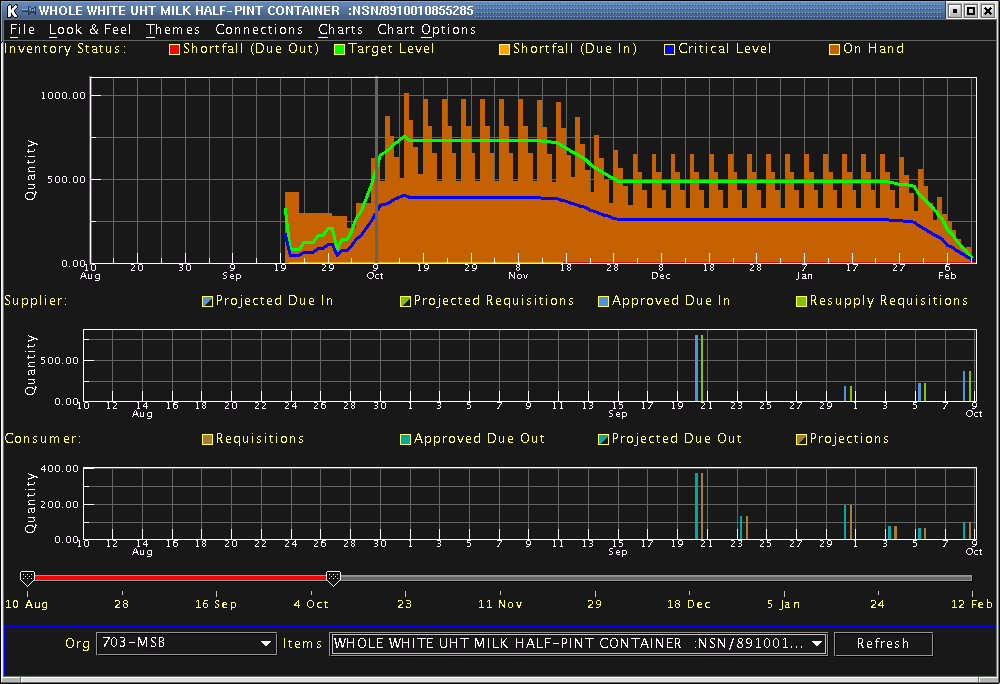 WHOLE WHITE UHT MILK HALF-PINT CONTAINER :NSN/8910010855285
File Look & Feel Themes Connections Charts Chart Options
Inventory Status: Shortfall (Due Out) Target Level Shortfall (Due In) Critical Level On Hand
Quantity
1000.00
500.00
0.00
10 20 30 9 19 29 9 19 29 8 18 28 8 18 28 7 17 27 6
Aug Sep Oct Nov Dec Jan Feb
Supplier: Projected Due In Projected Requisitions Approved Due In Resupply Requisitions
Quantity
500.00
0.00
10 12 14 16 18 20 22 24 26 28 30 1 3 5 7 9 11 13 15 17 19 21 23 25 27 29 1 3 5 7 9
Aug Sep Oct
Consumer: Requisitions Approved Due Out Projected Due Out Projections
Quantity
400.00
200.00
0.00
10 12 14 16 18 20 22 24 26 28 30 1 3 5 7 9 11 13 15 17 19 21 23 25 27 29 1 3 5 7 9
Aug Sep Oct
10 Aug 28 16 Sep 4 Oct 23 11 Nov 29 18 Dec 5 Jan 24 12 Feb
Org 703-MSB Items WHOLE WHITE UHT MILK HALF-PINT CONTAINER :NSN/891001... Refresh